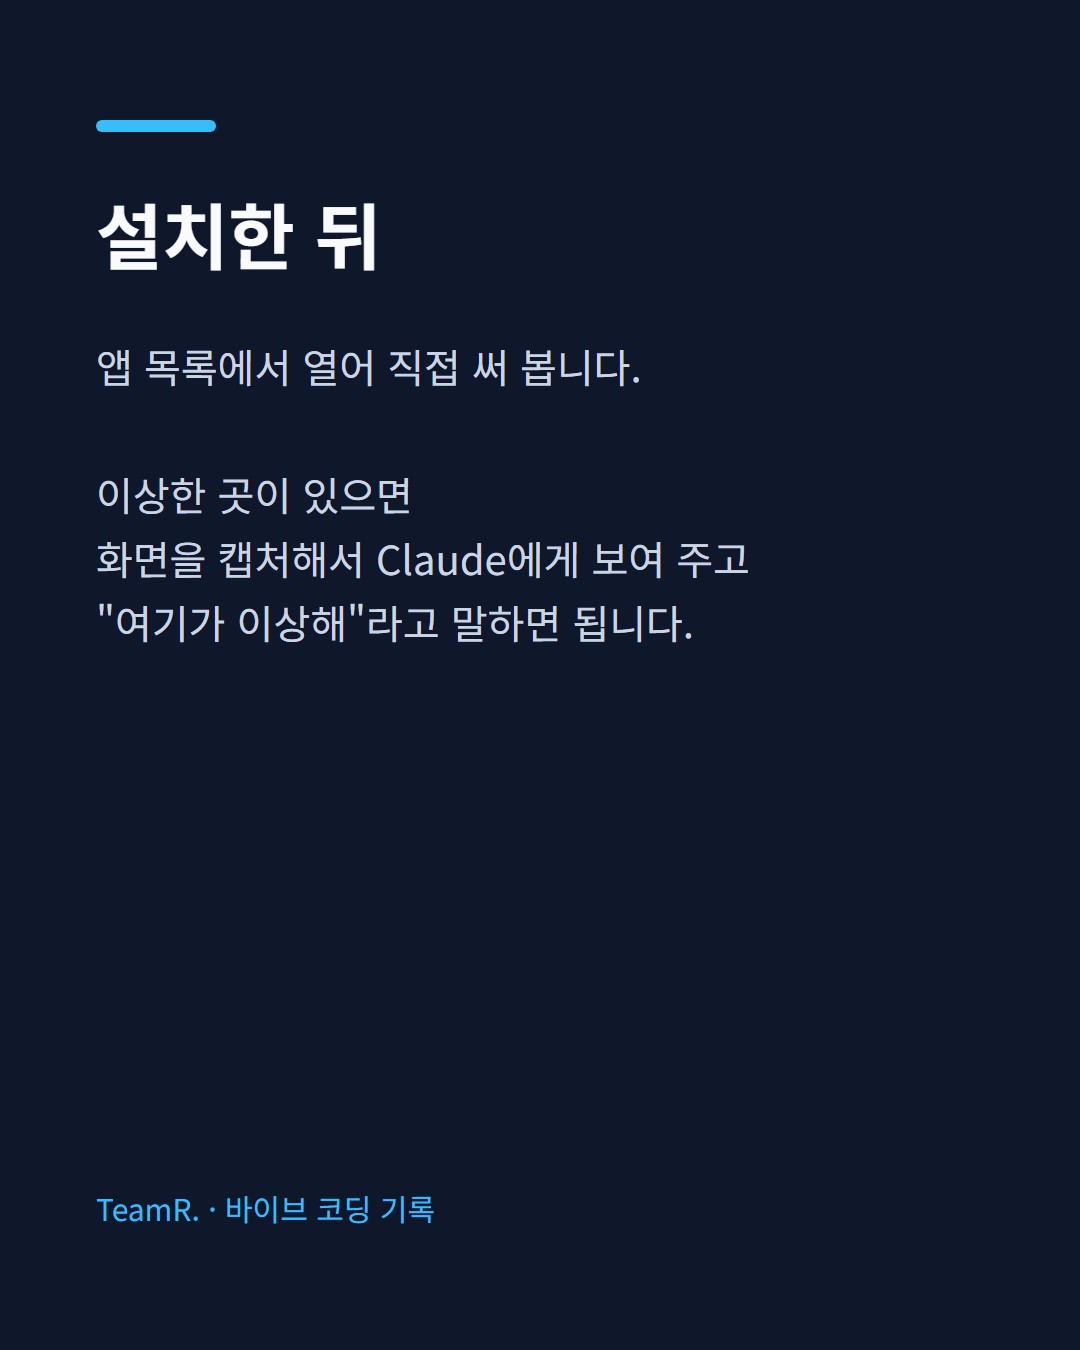 설치한 뒤
앱 목록에서 열어 직접 써 봅니다.
이상한 곳이 있으면
화면을 캡처해서 Claude에게 보여 주고
"여기가 이상해"라고 말하면 됩니다.
TeamR. · 바이브 코딩 기록